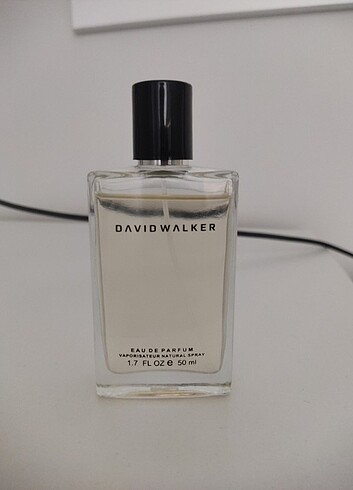 DAVIDWALKER
EAU DE PARFUM
VAPORISATEUR NATURAL SPRAY
1.7 FL OZ e 50 ml